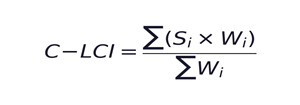 C−LCI = ∑(Sᵢ × Wᵢ) / ∑Wᵢ